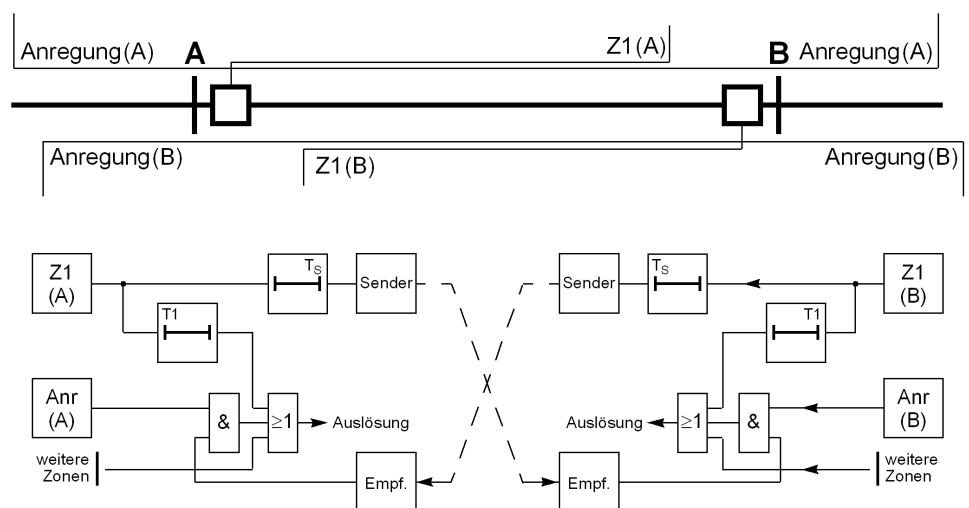 Anregung(A)
A
Z1(A)
B
Anregung(A)
Anregung(B)
Z1(B)
Anregung(B)
Z1
(A)
TS
Sender
Sender
TS
Z1
(B)
T1
T1
Anr
(A)
&
≥1
Auslösung
Auslösung
≥1
&
Anr
(B)
weitere
Zonen
Empf.
Empf.
weitere
Zonen